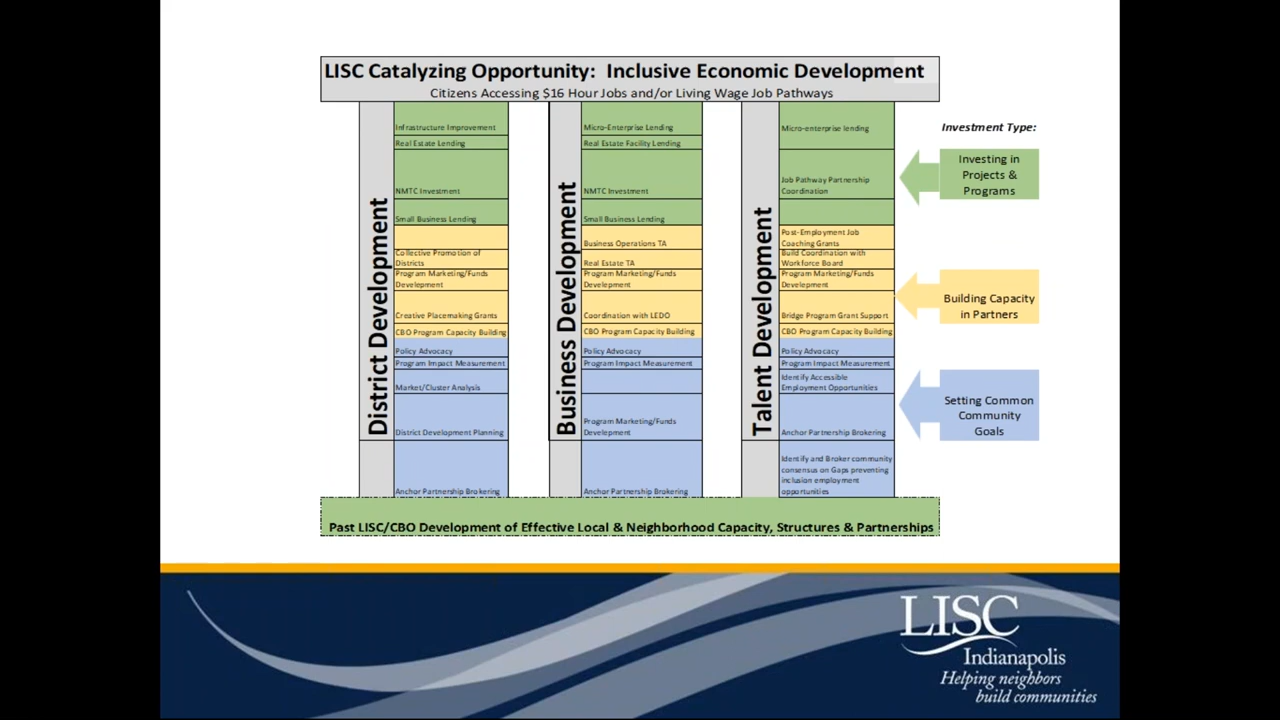 LISC Catalyzing Opportunity: Inclusive Economic Development
Citizens Accessing $16 Hour Jobs and/or Living Wage Job Pathways
District Development
Infrastructure Improvement
Real Estate Lending
NMTC Investment
Small Business Lending
Collective Promotion of
Districts
Program Marketing/Funds
Development
Creative Placemaking Grants
CBO Program Capacity Building
Policy Advocacy
Program Impact Measurement
Market/Cluster Analysis
District Development Planning
Anchor Partnership Brokering
Business Development
Micro-Enterprise Lending
Real Estate Facility Lending
NMTC Investment
Small Business Lending
Business Operations TA
Real Estate TA
Program Marketing/Funds
Development
Coordination with LEDO
CBO Program Capacity Building
Policy Advocacy
Program Impact Measurement
Program Marketing/Funds
Development
Anchor Partnership Brokering
Talent Development
Micro-enterprise lending
Job Pathway Partnership
Coordination
Post-Employment Job
Coaching Grants
Build Coordination with
Workforce Board
Program Marketing/Funds
Development
Bridge Program Grant Support
CBO Program Capacity Building
Policy Advocacy
Program Impact Measurement
Identify Accessible
Employment Opportunities
Anchor Partnership Brokering
Identify and Broker community
consensus on Gaps preventing
inclusion employment
opportunities
Investment Type:
Investing in
Projects &
Programs
Building Capacity
in Partners
Setting Common
Community
Goals
Past LISC/CBO Development of Effective Local & Neighborhood Capacity, Structures & Partnerships
LISC
Indianapolis
Helping neighbors
build communities